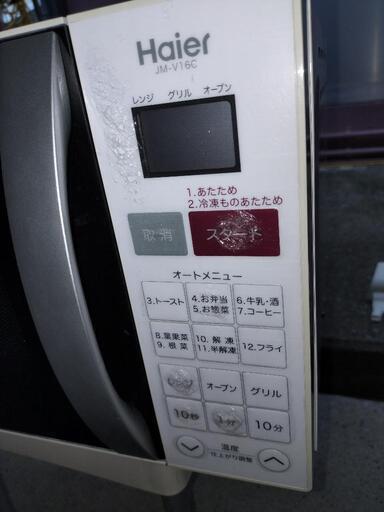 Haier
JM-V16C
レンジ グリル オーブン
1.あたため
2.冷凍ものあたため
取消
スタート
オートメニュー
3.トースト
4.お弁当
5.お惣菜
6.牛乳・酒
7.コーヒー
8.葉果菜
9.根菜
10.解凍
11.半解凍
12.フライ
レンジ
オーブン
グリル
10秒
1分
10分
温度
仕上がり調整